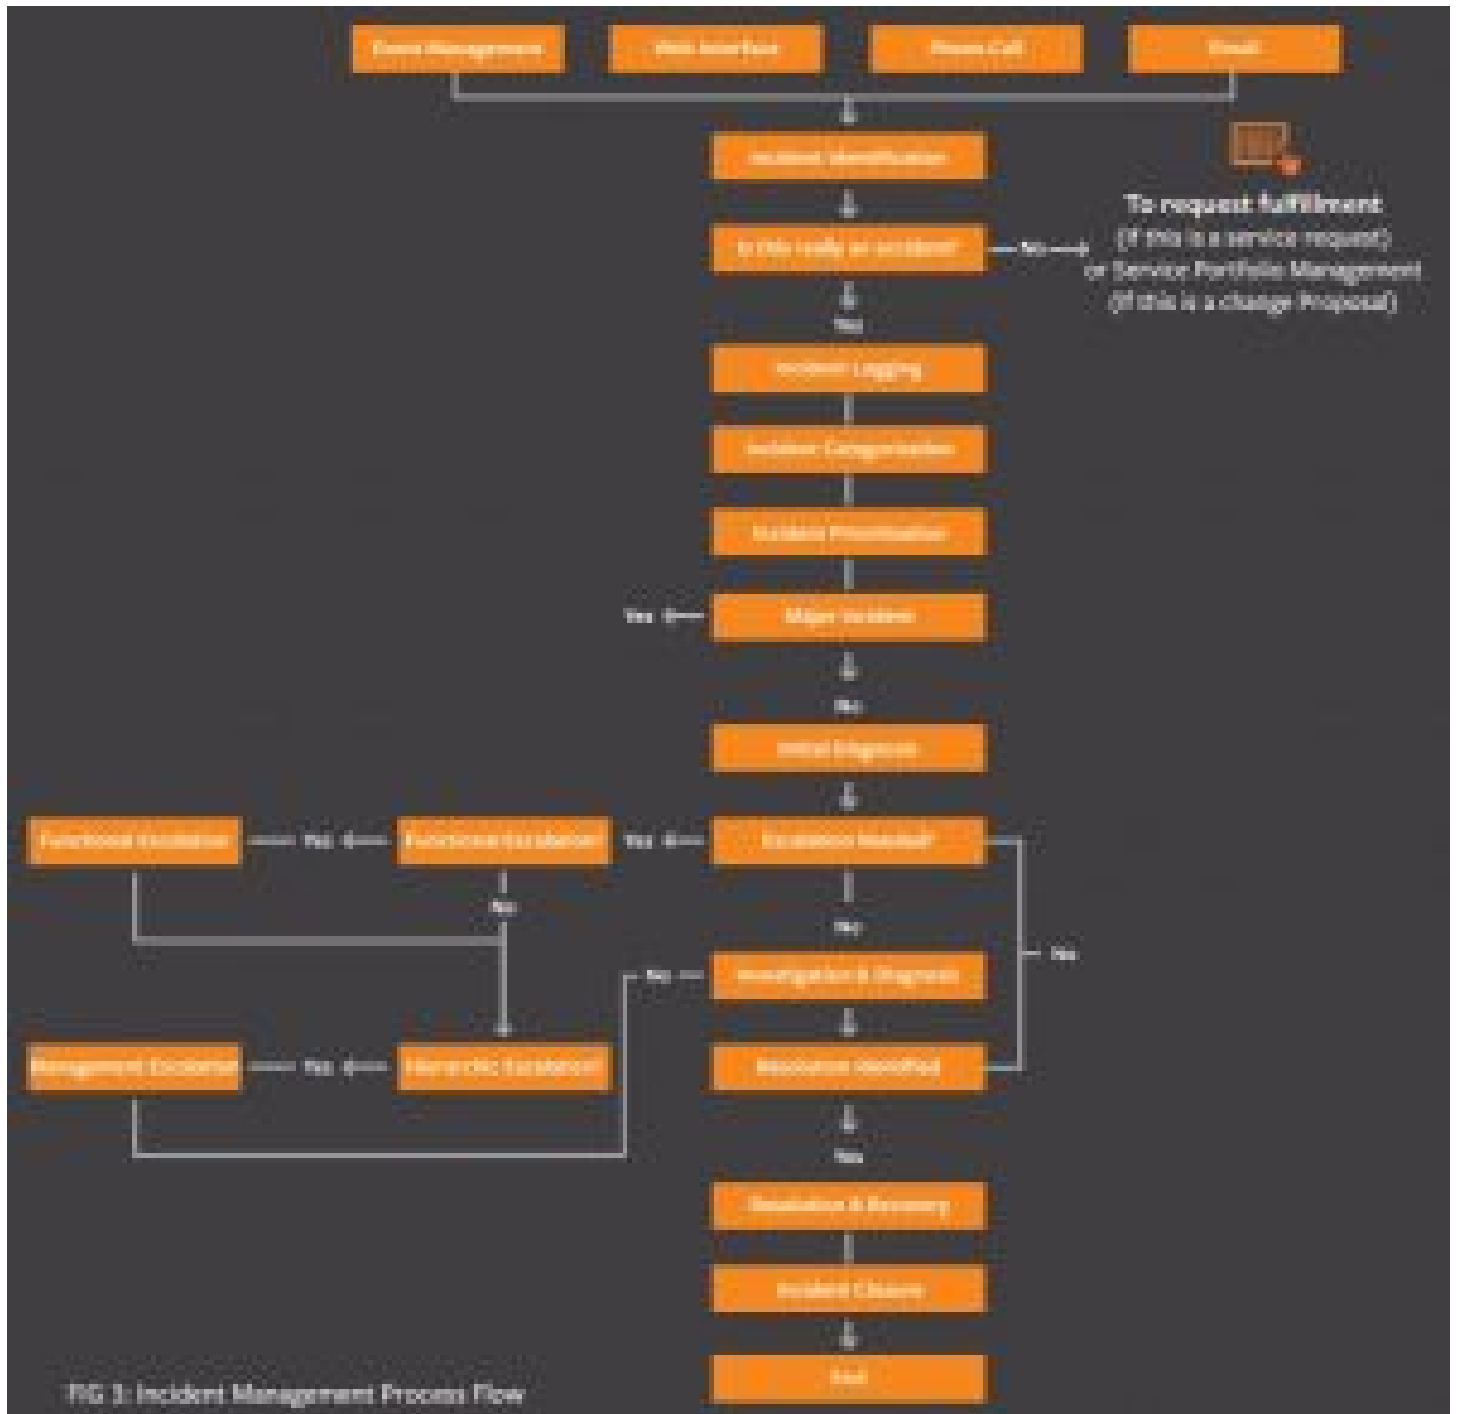 Event Management
Web Interface
Phone Call
Email
Incident Identification
Is this really an incident?
No
To request fulfillment
(if this is a service request)
or Service Portfolio Management
(if this is a change Proposal)
Yes
Incident Logging
Incident Categorization
Incident Prioritization
Major Incident
Yes
No
Initial Diagnosis
Escalation Needed?
Yes
Functional Escalation?
Yes
Functional Escalation
No
No
No
Investigation & Diagnosis
No
Hierarchic Escalation?
Yes
Management Escalation
Resolution Identified
Yes
Resolution & Recovery
Incident Closure
End
FIG 3: Incident Management Process Flow